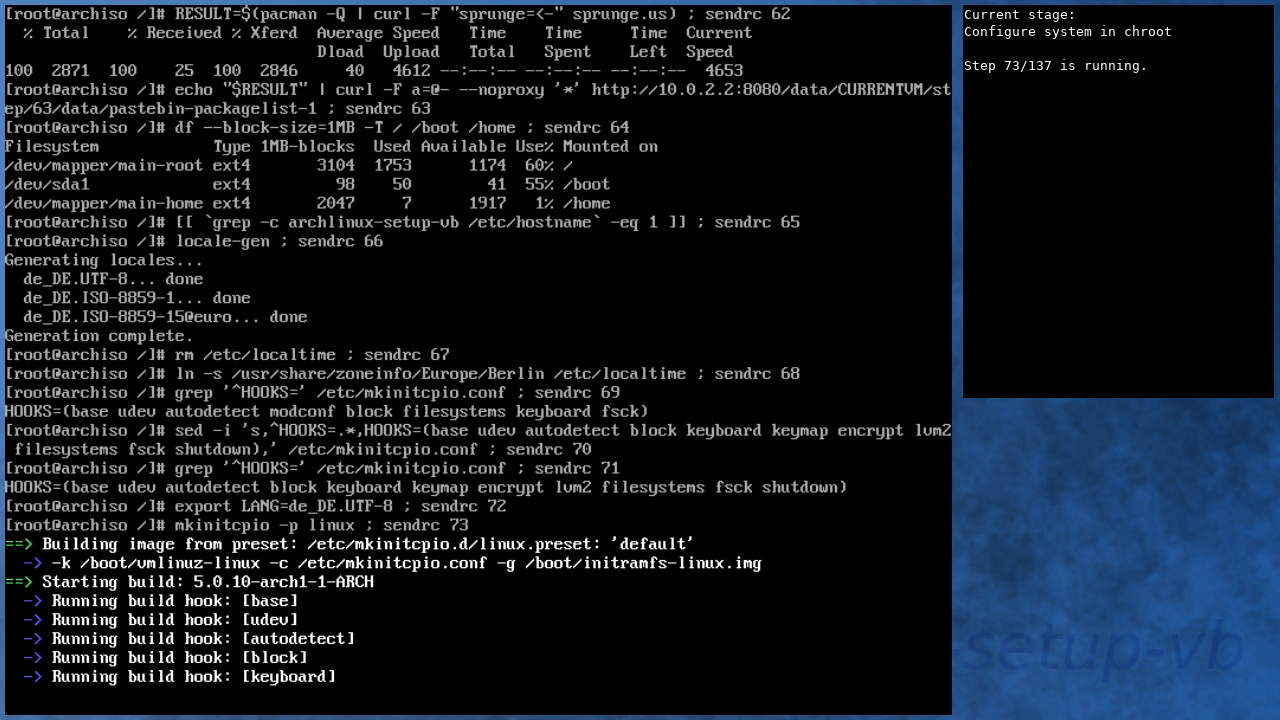 [root@archiso /]# RESULT=$(pacman -Q | curl -F "sprunge=<-" sprunge.us) ; sendrc 62
  % Total    % Received % Xferd  Average Speed   Time    Time     Time  Current
                                 Dload  Upload   Total   Spent    Left  Speed
100  2871  100    25  100  2846     40   4612 --:--:-- --:--:-- --:--:--  4653
[root@archiso /]# echo "$RESULT" | curl -F a=@- --noproxy '*' http://10.0.2.2:8080/data/CURRENTVM/st
ep/63/data/pastebin-packagelist-1 ; sendrc 63
[root@archiso /]# df --block-size=1MB -T / /boot /home ; sendrc 64
Filesystem            Type 1MB-blocks  Used Available Use% Mounted on
/dev/mapper/main-root ext4       3104  1753      1174  60% /
/dev/sda1             ext4         98    50        41  55% /boot
/dev/mapper/main-home ext4       2047     7      1917   1% /home
[root@archiso /]# [[ `grep -c archlinux-setup-vb /etc/hostname` -eq 1 ]] ; sendrc 65
[root@archiso /]# locale-gen ; sendrc 66
Generating locales...
  de_DE.UTF-8... done
  de_DE.ISO-8859-1... done
  de_DE.ISO-8859-15@euro... done
Generation complete.
[root@archiso /]# rm /etc/localtime ; sendrc 67
[root@archiso /]# ln -s /usr/share/zoneinfo/Europe/Berlin /etc/localtime ; sendrc 68
[root@archiso /]# grep '^HOOKS=' /etc/mkinitcpio.conf ; sendrc 69
HOOKS=(base udev autodetect modconf block filesystems keyboard fsck)
[root@archiso /]# sed -i 's,^HOOKS=.*,HOOKS=(base udev autodetect block keyboard keymap encrypt lvm2
 filesystems fsck shutdown),' /etc/mkinitcpio.conf ; sendrc 70
[root@archiso /]# grep '^HOOKS=' /etc/mkinitcpio.conf ; sendrc 71
HOOKS=(base udev autodetect block keyboard keymap encrypt lvm2 filesystems fsck shutdown)
[root@archiso /]# export LANG=de_DE.UTF-8 ; sendrc 72
[root@archiso /]# mkinitcpio -p linux ; sendrc 73
==> Building image from preset: /etc/mkinitcpio.d/linux.preset: 'default'
  -> -k /boot/vmlinuz-linux -c /etc/mkinitcpio.conf -g /boot/initramfs-linux.img
==> Starting build: 5.0.10-arch1-1-ARCH
  -> Running build hook: [base]
  -> Running build hook: [udev]
  -> Running build hook: [autodetect]
  -> Running build hook: [block]
  -> Running build hook: [keyboard]
Current stage:
Configure system in chroot
Step 73/137 is running.
-setup-vb